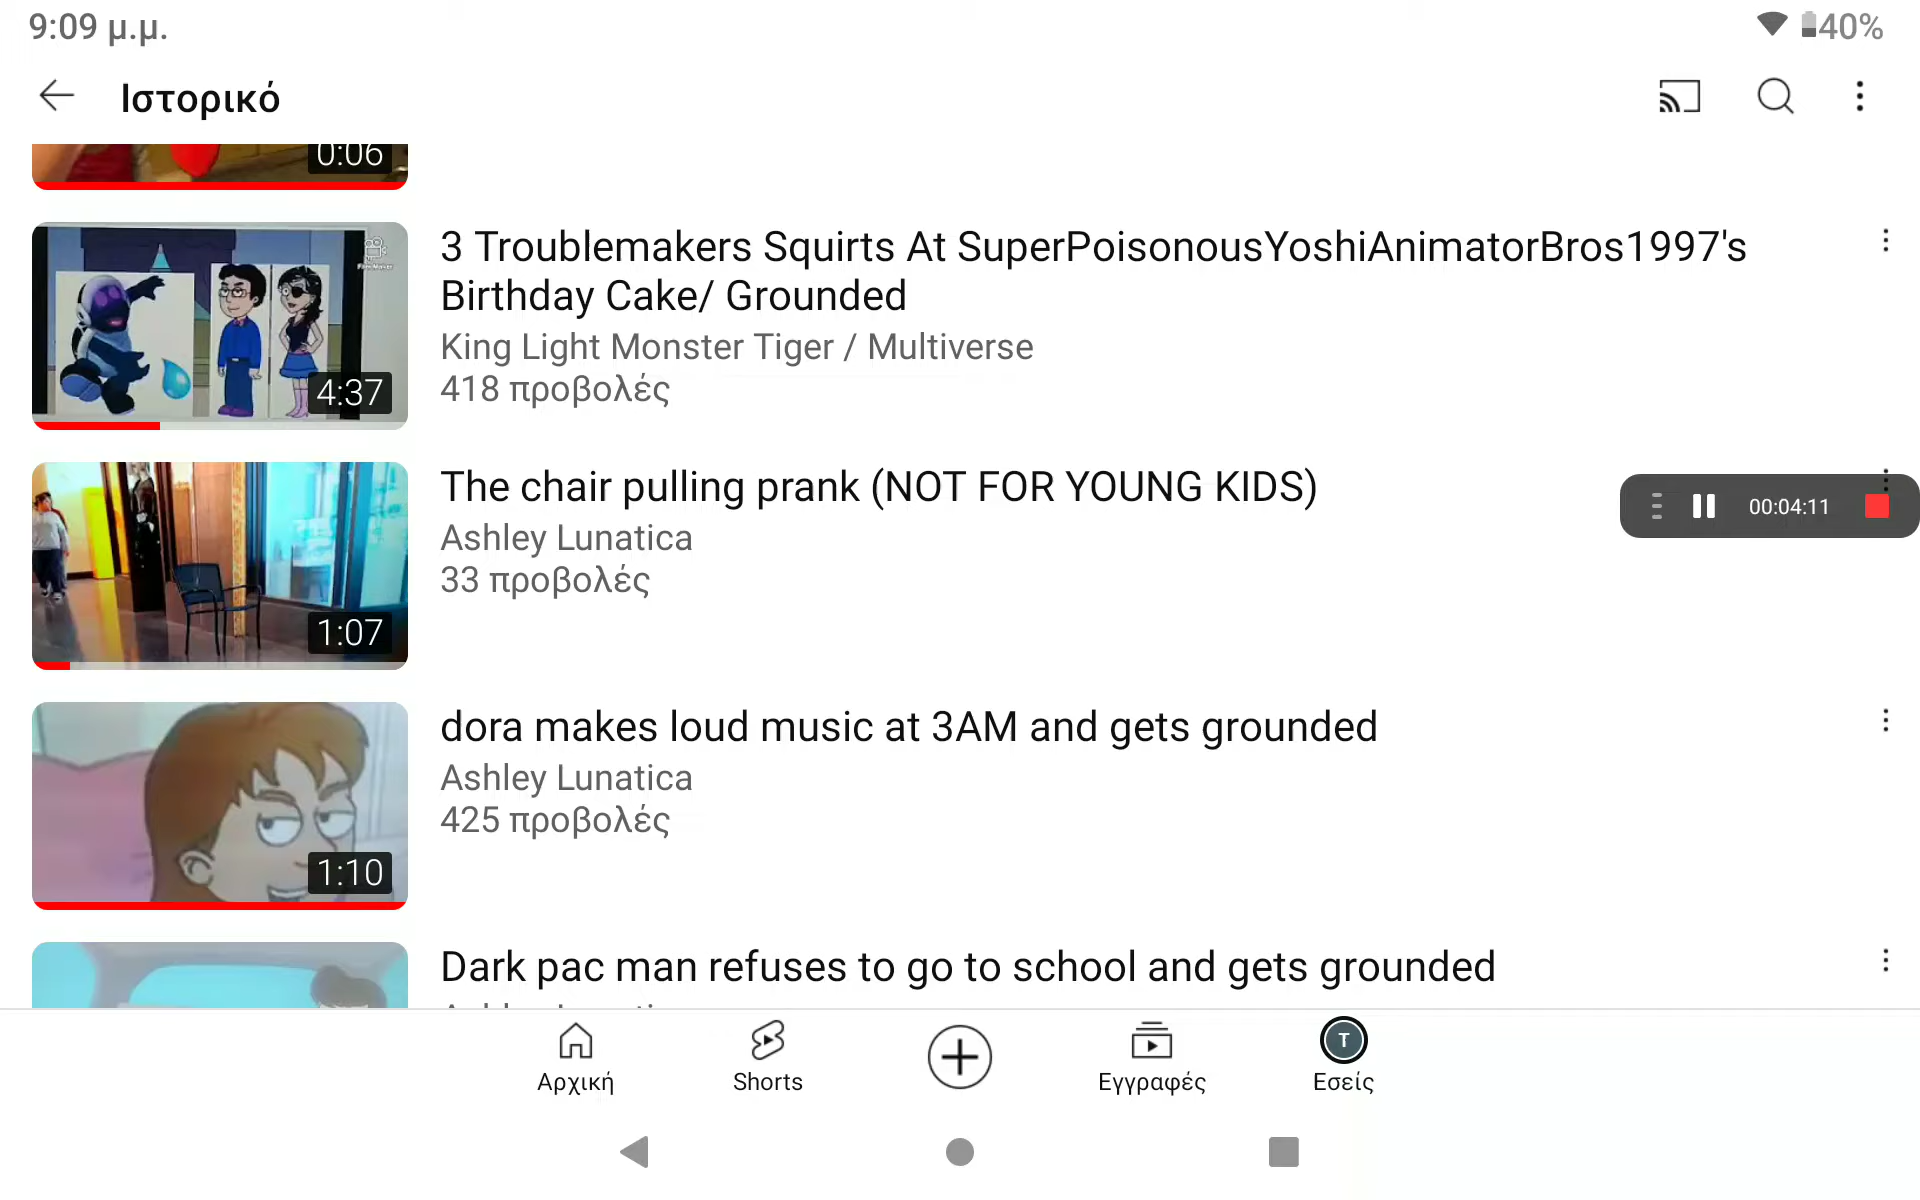 9:09 μ.μ.
40%
Ιστορικό
0:06
3 Troublemakers Squirts At SuperPoisonousYoshiAnimatorBros1997's
Birthday Cake/ Grounded
King Light Monster Tiger / Multiverse
418 προβολές
4:37
The chair pulling prank (NOT FOR YOUNG KIDS)
Ashley Lunatica
33 προβολές
1:07
00:04:11
dora makes loud music at 3AM and gets grounded
Ashley Lunatica
425 προβολές
1:10
Dark pac man refuses to go to school and gets grounded
T
Αρχική
Shorts
Εγγραφές
Εσείς